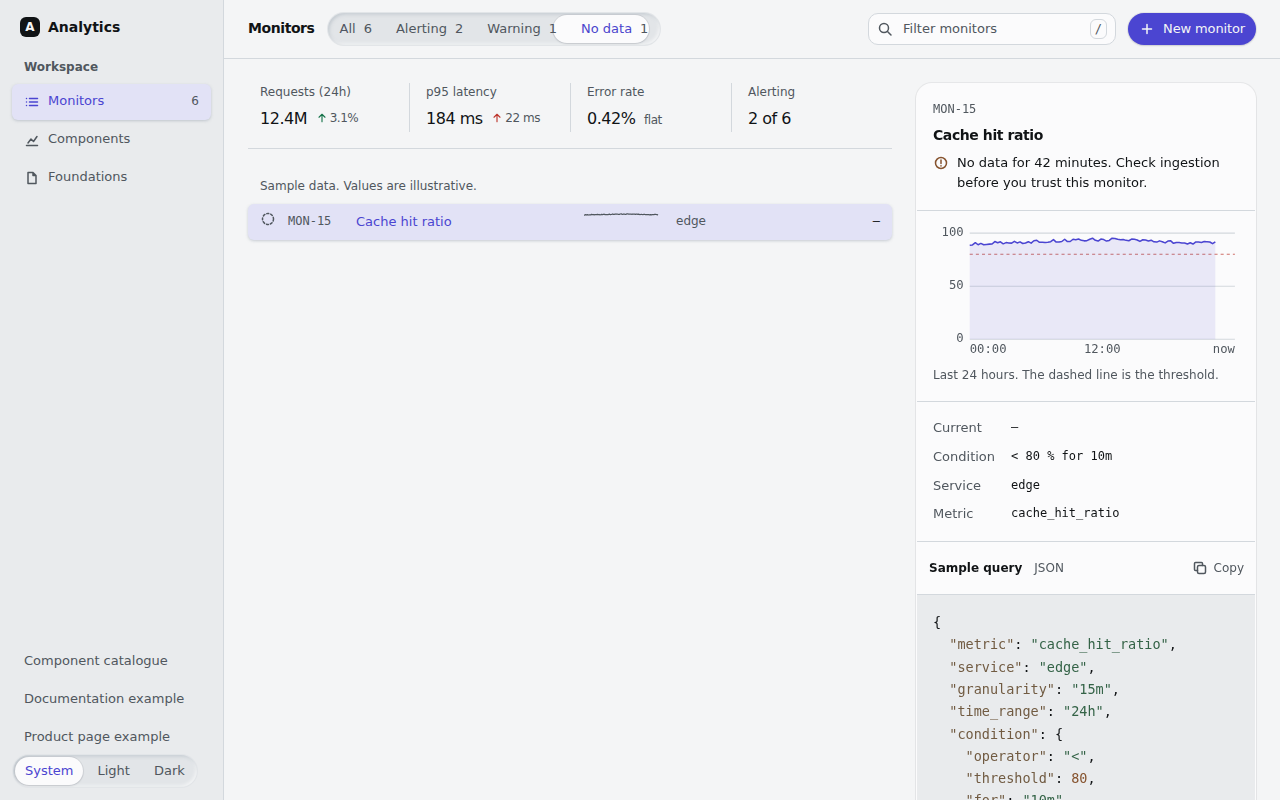 A Analytics
Workspace
Monitors 6
Components
Foundations
Component catalogue
Documentation example
Product page example
System Light Dark
Monitors All 6 Alerting 2 Warning 1 No data 1 Filter monitors / New monitor
Requests (24h) p95 latency Error rate Alerting
12.4M 3.1% 184 ms 22 ms 0.42% flat 2 of 6
Sample data. Values are illustrative.
MON-15 Cache hit ratio edge —
MON-15
Cache hit ratio
No data for 42 minutes. Check ingestion
before you trust this monitor.
100
50
0
00:00 12:00 now
Last 24 hours. The dashed line is the threshold.
Current —
Condition < 80 % for 10m
Service edge
Metric cache_hit_ratio
Sample query JSON Copy
{
"metric": "cache_hit_ratio",
"service": "edge",
"granularity": "15m",
"time_range": "24h",
"condition": {
"operator": "<",
"threshold": 80,
"for": "10m"